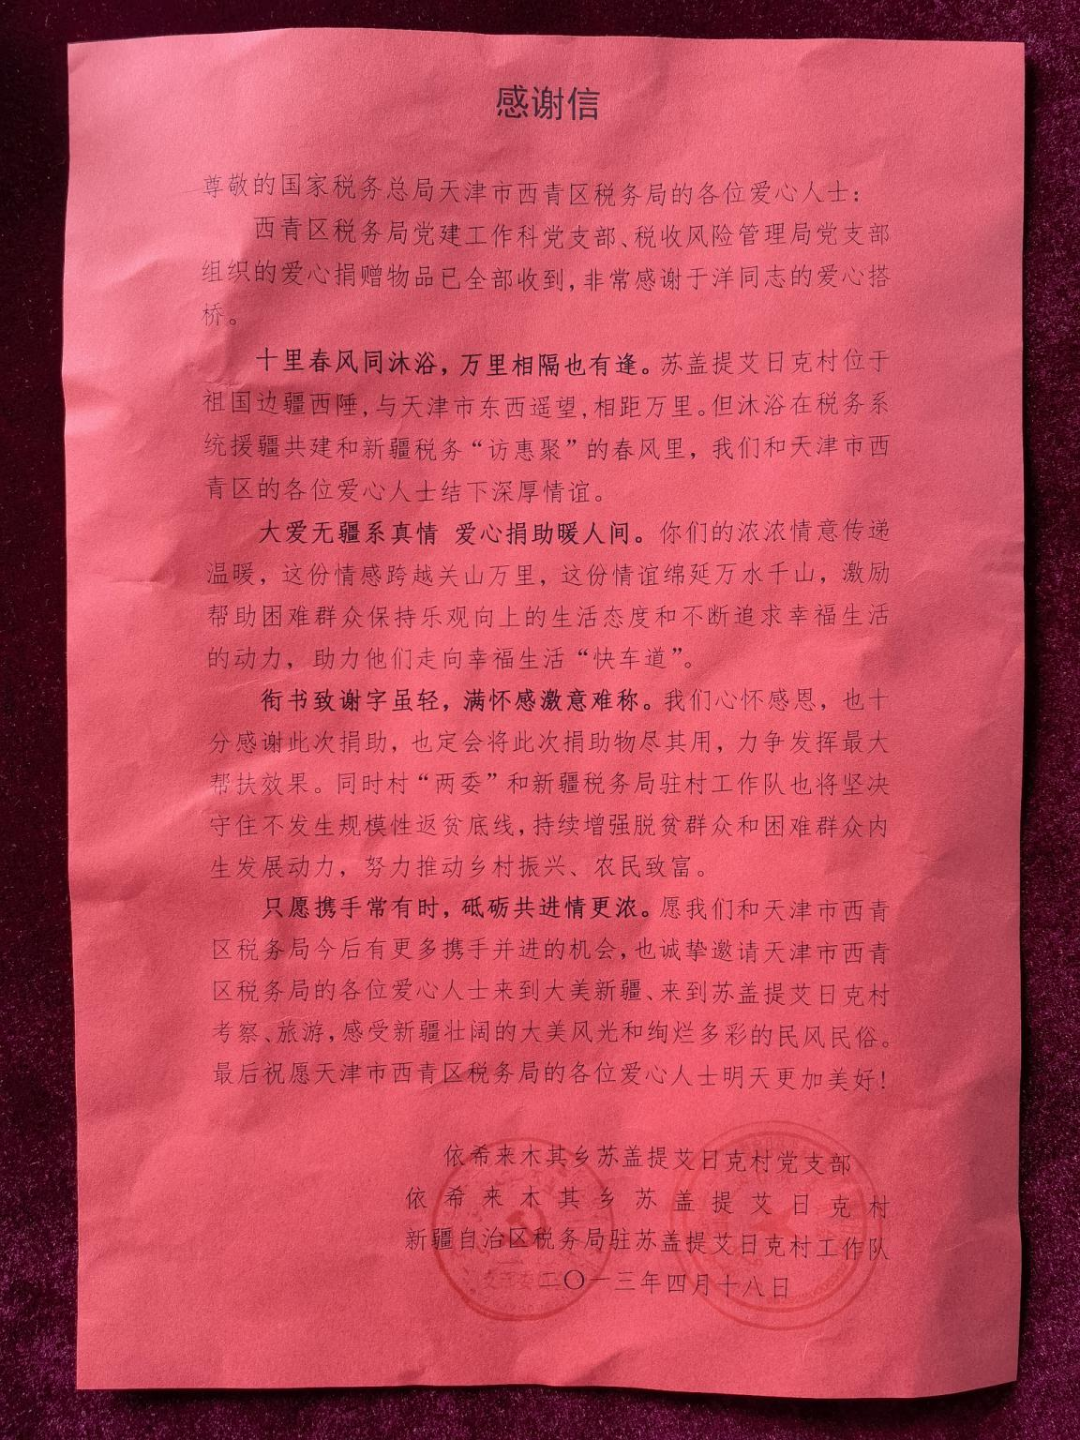 感谢信
尊敬的国家税务总局天津市西青区税务局的各位爱心人士：
西青区税务局党建工作科党支部、税收风险管理局党支部
组织的爱心捐赠物品已全部收到，非常感谢于洋同志的爱心搭
桥。
十里春风同沐浴，万里相隔也有逢。苏盖提艾日克村位于
祖国边疆西陲，与天津市东西遥望，相距万里。但沐浴在税务系
统援疆共建和新疆税务“访惠聚”的春风里，我们和天津市西
青区的各位爱心人士结下深厚情谊。
大爱无疆系真情 爱心捐助暖人间。你们的浓浓情意传递
温暖，这份情感跨越关山万里，这份情谊绵延万水千山，激励
帮助困难群众保持乐观向上的生活态度和不断追求幸福生活
的动力，助力他们走向幸福生活“快车道”。
衔书致谢字虽轻，满怀感激意难称。我们心怀感恩，也十
分感谢此次捐助，也定会将此次捐助物尽其用，力争发挥最大
帮扶效果。同时村“两委”和新疆税务局驻村工作队也将坚决
守住不发生规模性返贫底线，持续增强脱贫群众和困难群众内
生发展动力，努力推动乡村振兴、农民致富。
只愿携手常有时，砥砺共进情更浓。愿我们和天津市西青
区税务局今后有更多携手并进的机会，也诚挚邀请天津市西青
区税务局的各位爱心人士来到大美新疆、来到苏盖提艾日克村
考察、旅游，感受新疆壮阔的大美风光和绚烂多彩的民风民俗。
最后祝愿天津市西青区税务局的各位爱心人士明天更加美好！
依希来木其乡苏盖提艾日克村党支部
依希来木其乡苏盖提艾日克村
新疆自治区税务局驻苏盖提艾日克村工作队
二〇一三年四月十八日